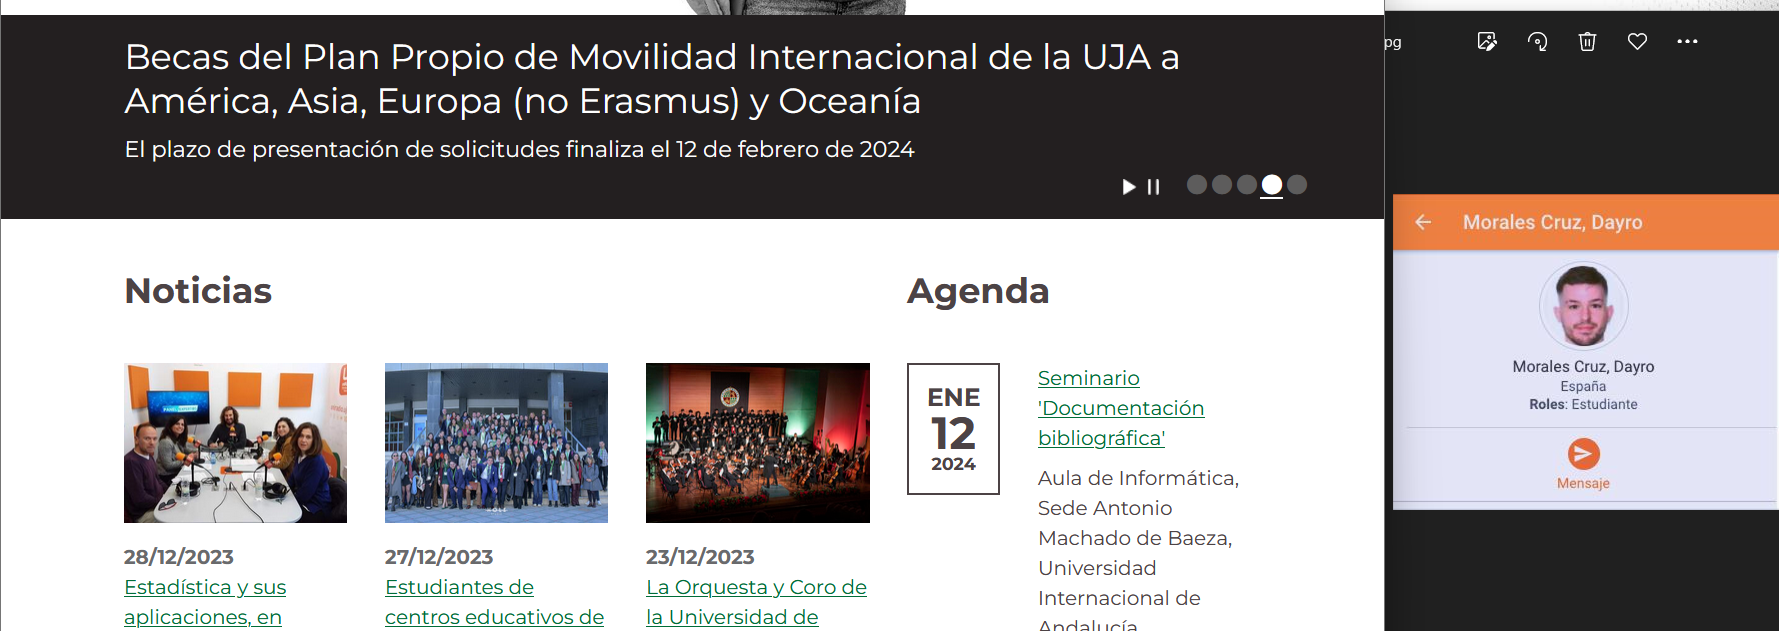 Becas del Plan Propio de Movilidad Internacional de la UJA a
América, Asia, Europa (no Erasmus) y Oceanía
El plazo de presentación de solicitudes finaliza el 12 de febrero de 2024
Noticias
28/12/2023
Estadística y sus
aplicaciones, en
27/12/2023
Estudiantes de
centros educativos de
23/12/2023
La Orquesta y Coro de
la Universidad de
Agenda
ENE
12
2024
Seminario
'Documentación
bibliográfica'
Aula de Informática,
Sede Antonio
Machado de Baeza,
Universidad
Internacional de
Andalucía
pg
Morales Cruz, Dayro
Morales Cruz, Dayro
España
Roles: Estudiante
Mensaje